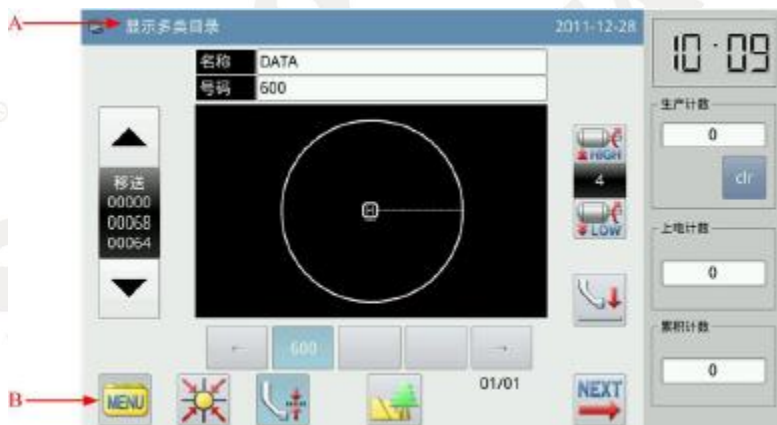 A
显示多类目录
2011-12-28
10:09
名称 DATA
号码 600
生产计数
0
clr
移送
00000
00068
00064
HIGH
4
LOW
上电计数
0
← 600 →
累积计数
0
01/01
B
MENU
NEXT